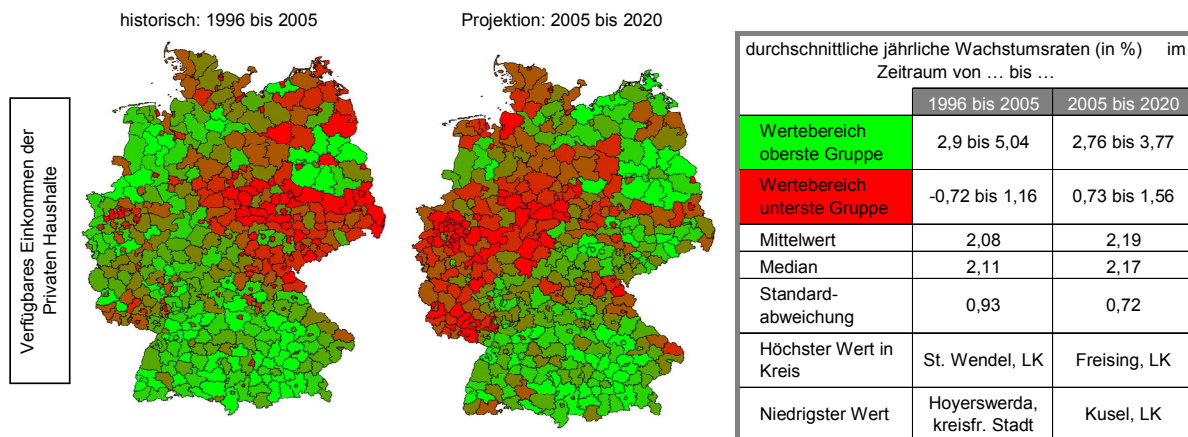 historisch: 1996 bis 2005
Projektion: 2005 bis 2020
Verfügbares Einkommen der
Privaten Haushalte
durchschnittliche jährliche Wachstumsraten (in %) im
Zeitraum von … bis …
1996 bis 2005 2005 bis 2020
Wertebereich
oberste Gruppe
2,9 bis 5,04 2,76 bis 3,77
Wertebereich
unterste Gruppe
-0,72 bis 1,16 0,73 bis 1,56
Mittelwert 2,08 2,19
Median 2,11 2,17
Standard-
abweichung
0,93 0,72
Höchster Wert in
Kreis
St. Wendel, LK Freising, LK
Niedrigster Wert
Hoyerswerda,
kreisfr. Stadt
Kusel, LK